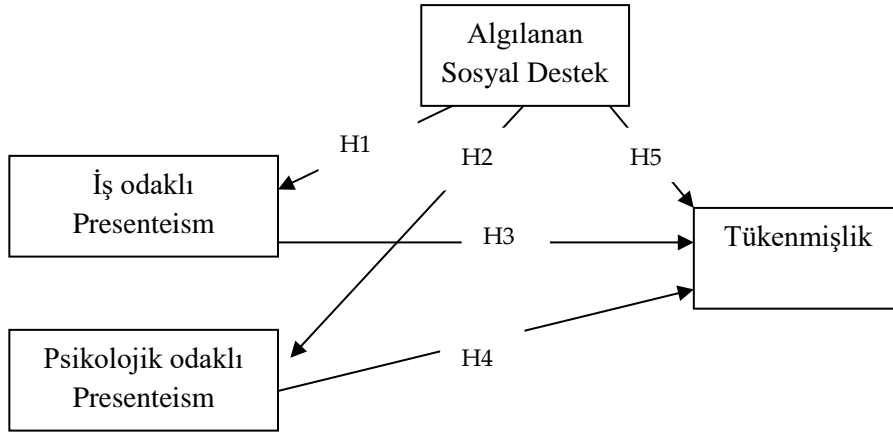 Algılanan
Sosyal Destek
H1
H2
H5
İş odaklı
Presenteism
H3
Tükenmişlik
Psikolojik odaklı
Presenteism
H4